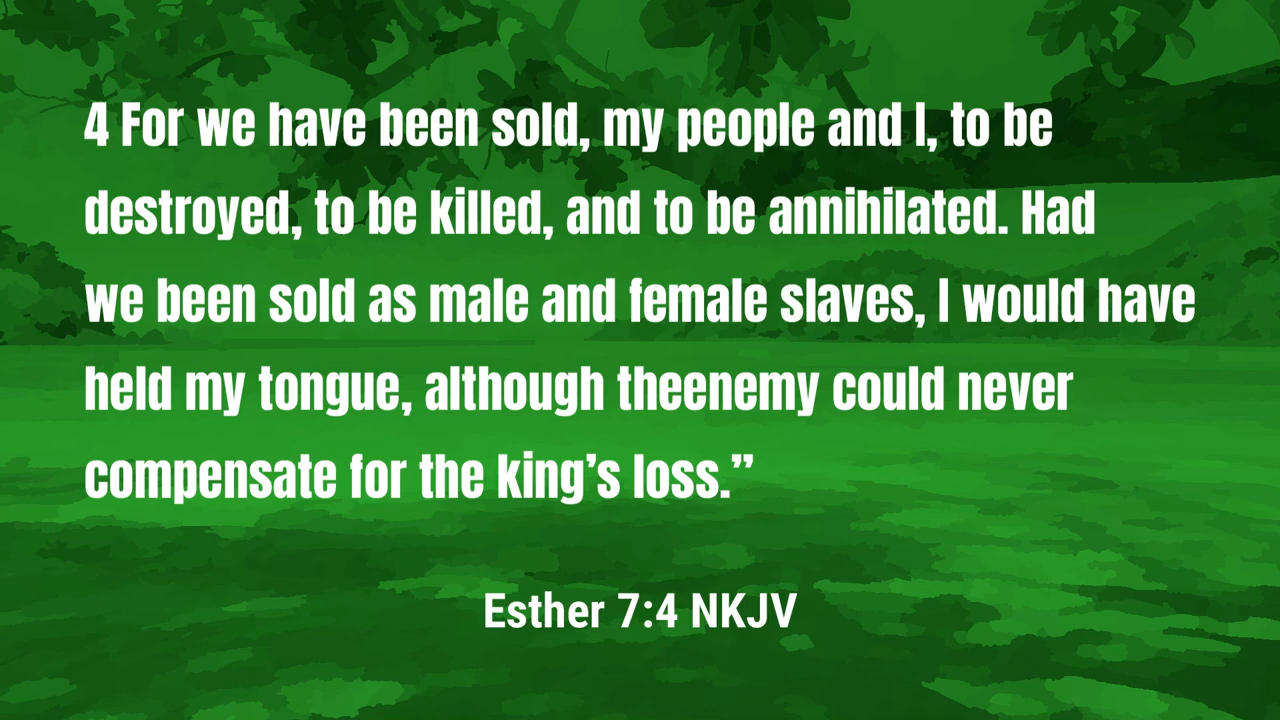 4 For we have been sold, my people and I, to be
destroyed, to be killed, and to be annihilated. Had
we been sold as male and female slaves, I would have
held my tongue, although theenemy could never
compensate for the king’s loss.”
Esther 7:4 NKJV